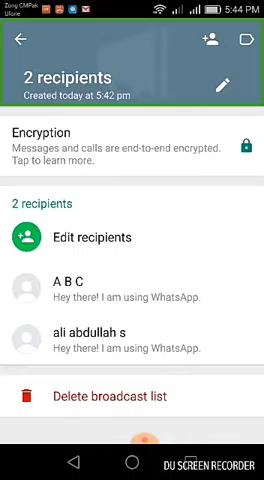 Zong CMPak
Ufone
5:44 PM
2 recipients
Created today at 5:42 pm
Encryption
Messages and calls are end-to-end encrypted.
Tap to learn more.
2 recipients
Edit recipients
A B C
Hey there! I am using WhatsApp.
ali abdullah s
Hey there! I am using WhatsApp.
Delete broadcast list
DU SCREEN RECORDER